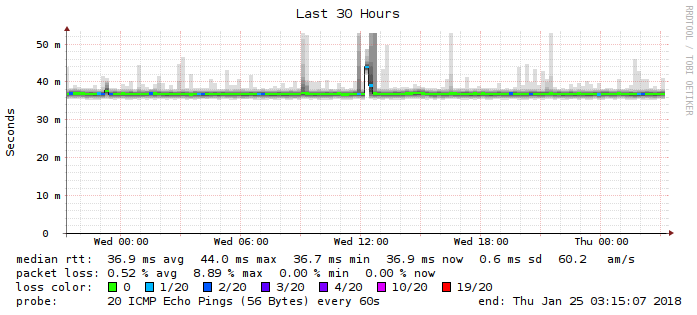 Last 30 Hours
RRDTOOL / TOBI OETIKER
Seconds
50 m
40 m
30 m
20 m
10 m
0
Wed 00:00 Wed 06:00 Wed 12:00 Wed 18:00 Thu 00:00
median rtt: 36.9 ms avg 44.0 ms max 36.7 ms min 36.9 ms now 0.6 ms sd 60.2 am/s
packet loss: 0.52 % avg 8.89 % max 0.00 % min 0.00 % now
loss color: 0 1/20 2/20 3/20 4/20 10/20 19/20
probe: 20 ICMP Echo Pings (56 Bytes) every 60s end: Thu Jan 25 03:15:07 2018